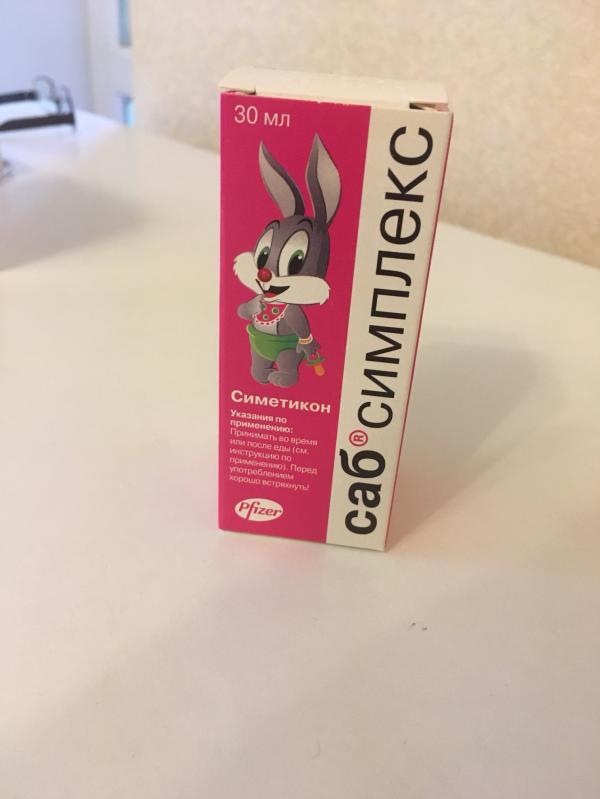 30 мл
Симетикон
Указания по
применению:
Принимать во время
или после еды (см.
инструкцию по
применению). Перед
употреблением
хорошо встряхнуть!
Pfizer
саб® симплекс